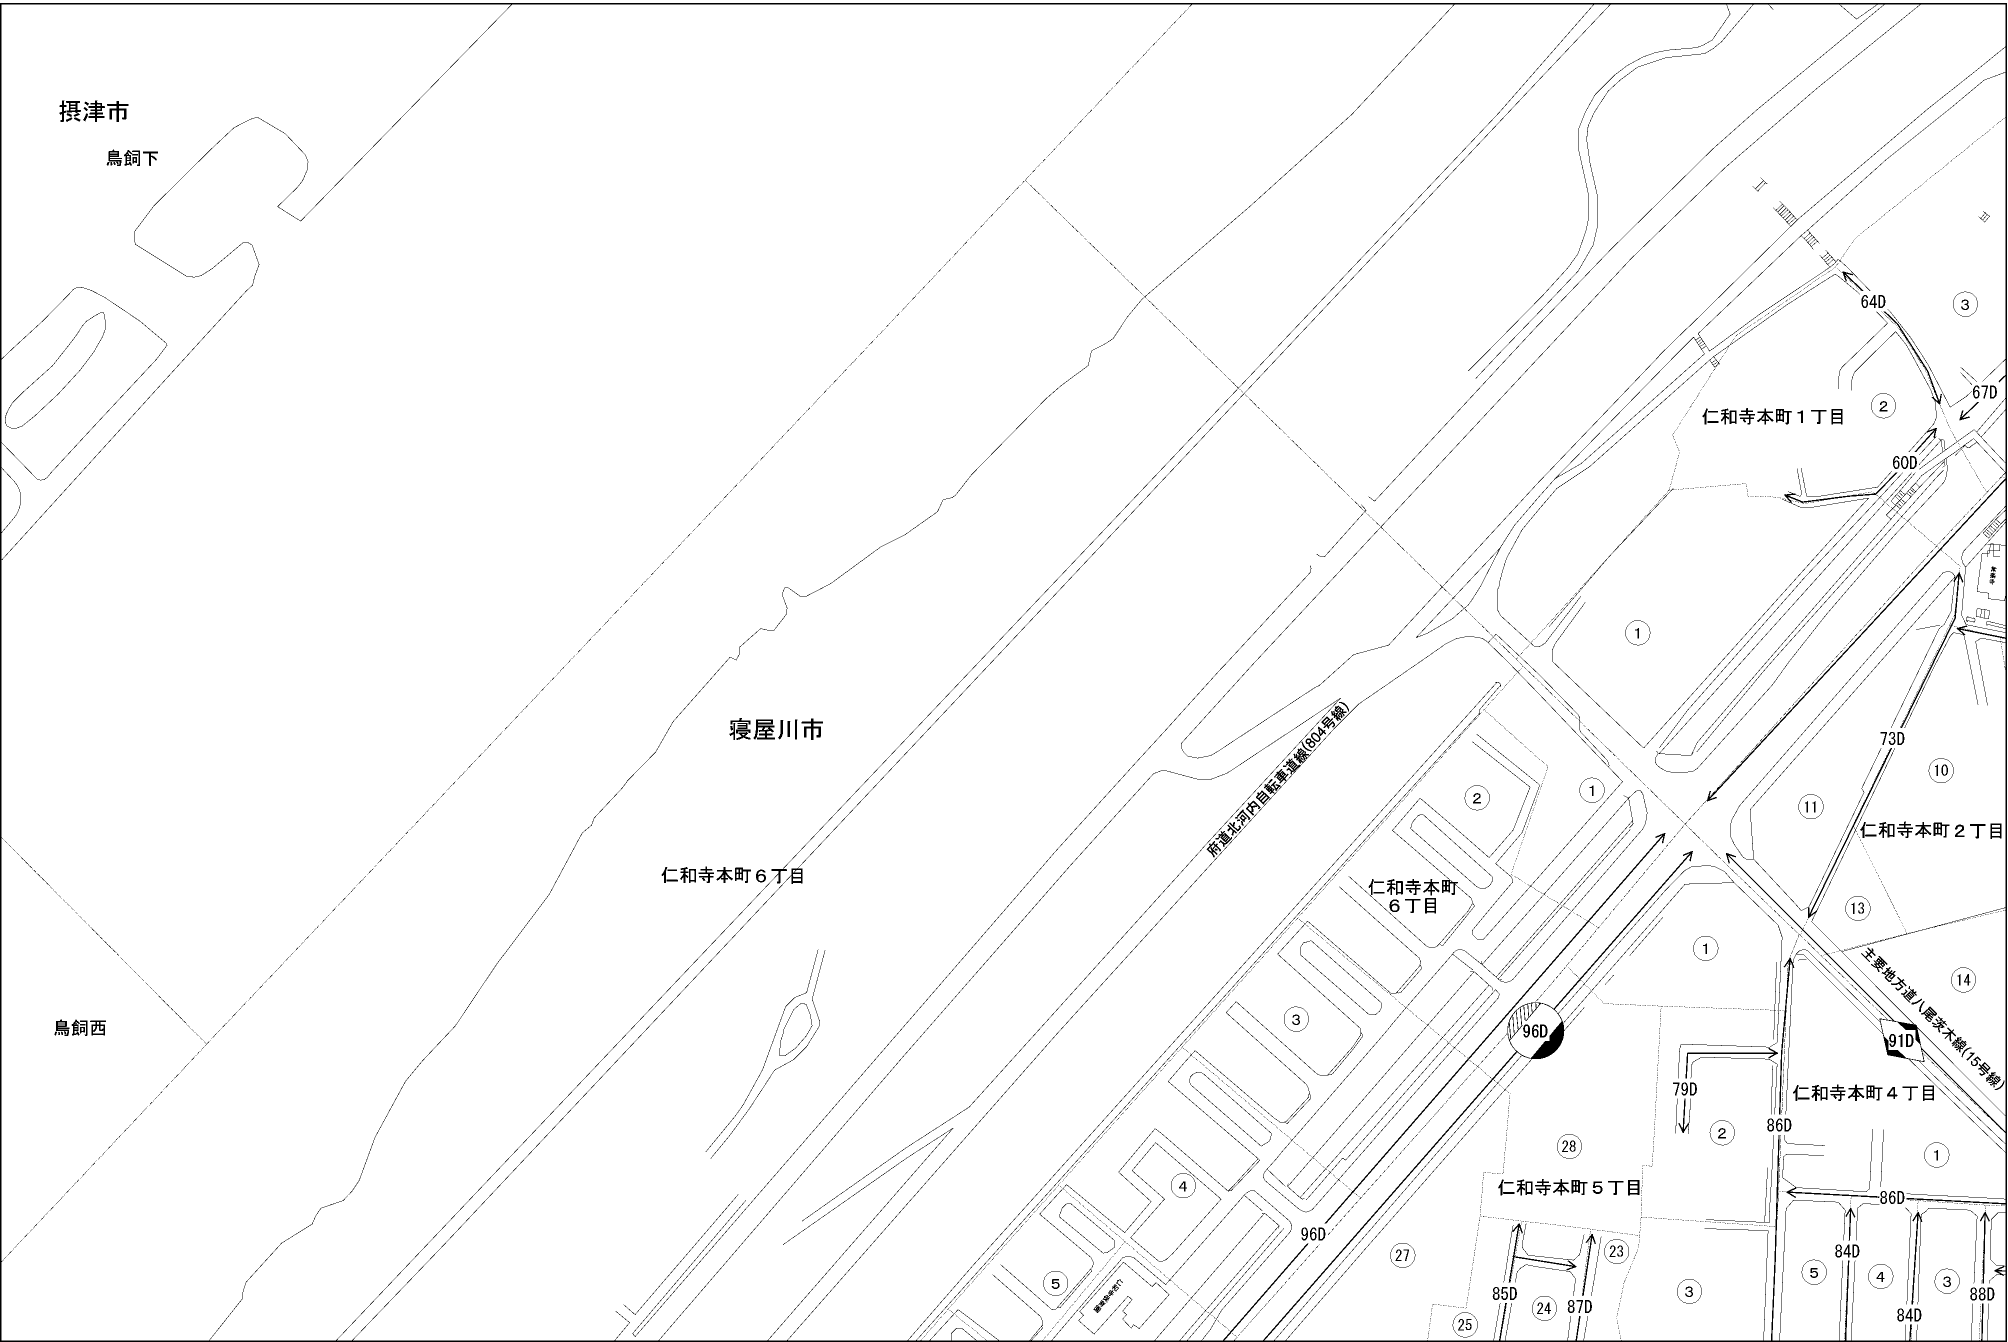 摂津市
鳥飼下
64D
3
67D
2
仁和寺本町1丁目
60D
1
寝屋川市
府道北河内自転車道線(804号線)
73D
10
2
1
11
仁和寺本町2丁目
仁和寺本町6丁目
仁和寺本町
6丁目
13
1
主要地方道八尾茨木線(15号線)
14
鳥飼西
3
96D
91D
79D
仁和寺本町4丁目
86D
2
28
1
4
仁和寺本町5丁目
86D
96D
27
23
84D
5
5
4
3
85D
24
87D
3
88D
84D
25